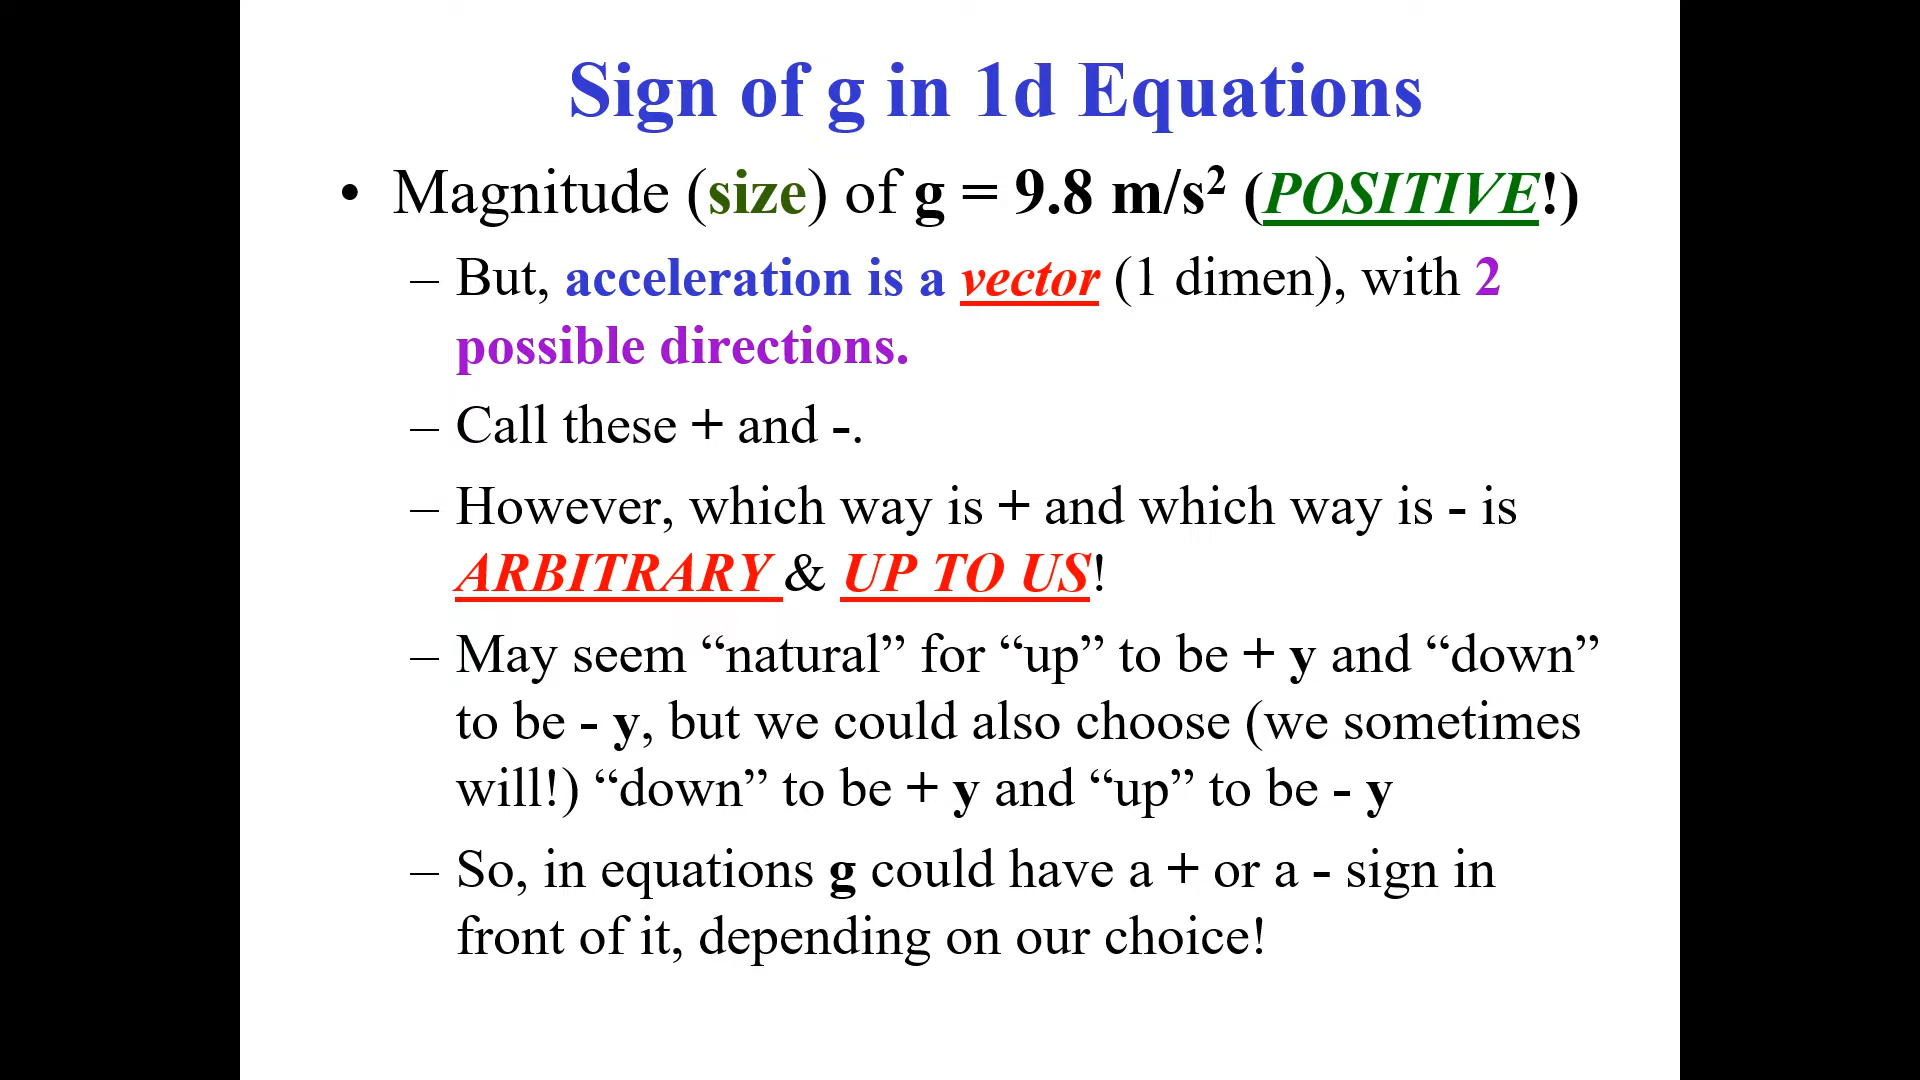 Sign of g in 1d Equations
• Magnitude (size) of g = 9.8 m/s² (POSITIVE!)
– But, acceleration is a vector (1 dimen), with 2
possible directions.
– Call these + and -.
– However, which way is + and which way is - is
ARBITRARY & UP TO US!
– May seem “natural” for “up” to be + y and “down”
to be - y, but we could also choose (we sometimes
will!) “down” to be + y and “up” to be - y
– So, in equations g could have a + or a - sign in
front of it, depending on our choice!